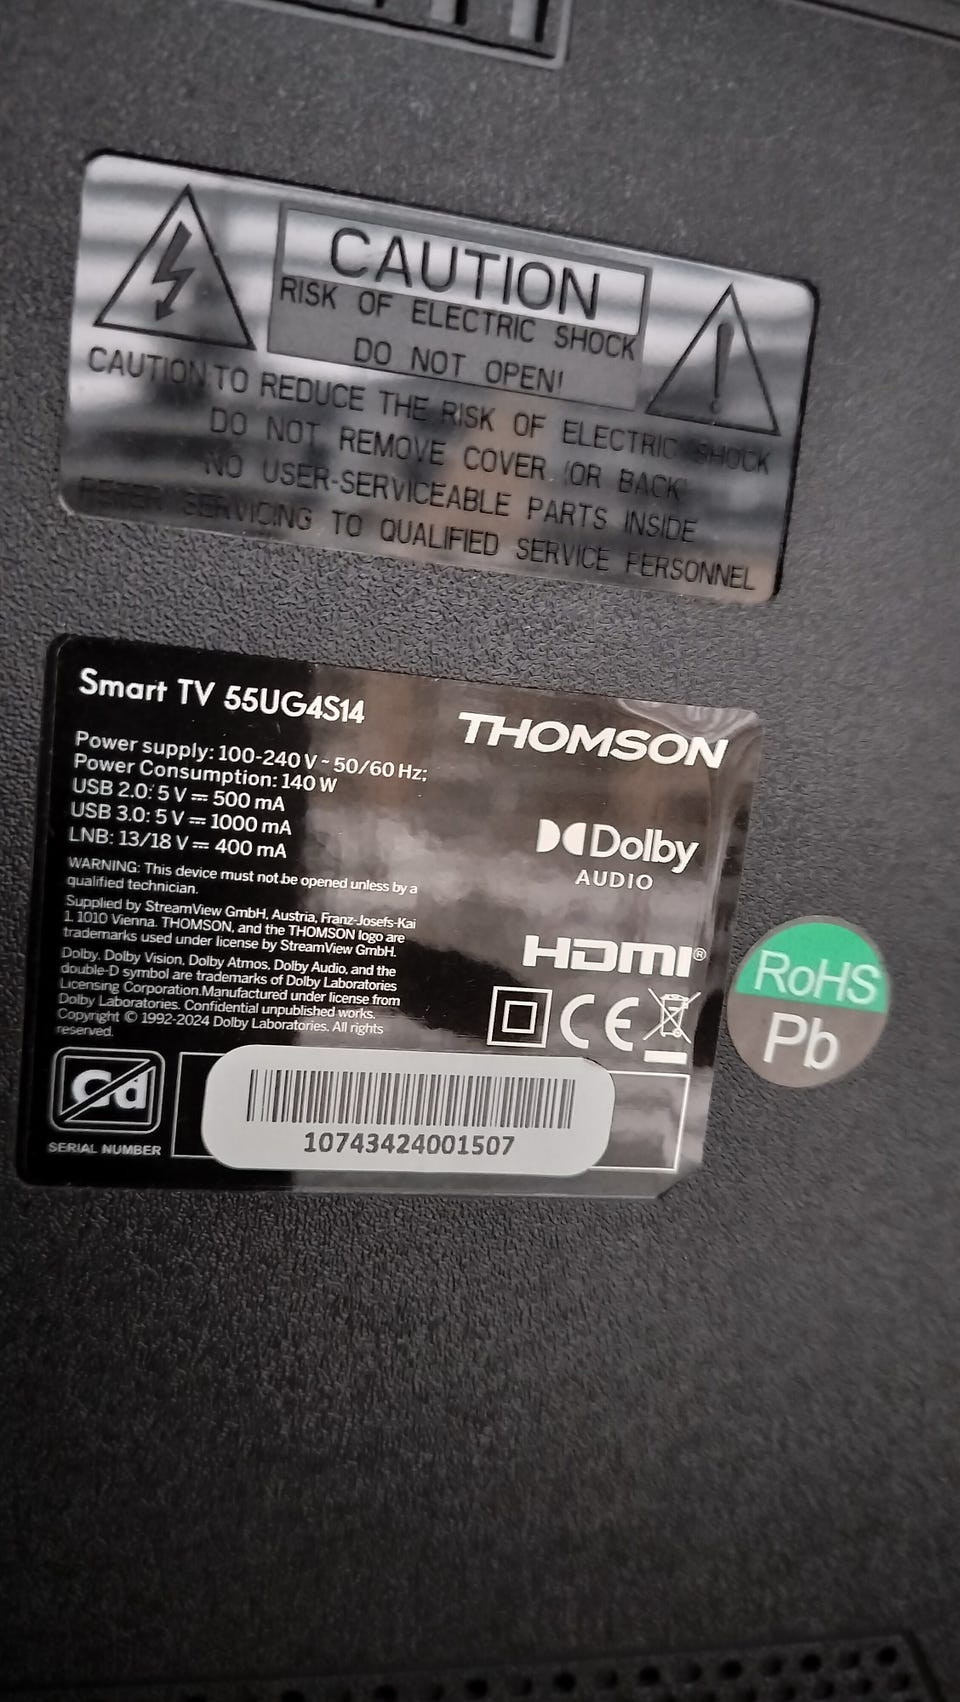 CAUTION
RISK OF ELECTRIC SHOCK
DO NOT OPEN!
CAUTION TO REDUCE THE RISK OF ELECTRIC SHOCK
DO NOT REMOVE COVER. (OR BACK)
NO USER-SERVICEABLE PARTS INSIDE
REFER SERVICING TO QUALIFIED SERVICE PERSONNEL
Smart TV 55UG4S14
THOMSON
Power supply: 100-240 V ~ 50/60 Hz;
Power Consumption: 140 W
USB 2.0: 5 V ⎓ 500 mA
USB 3.0: 5 V ⎓ 1000 mA
LNB: 13/18 V ⎓ 400 mA
Dolby
AUDIO
WARNING: This device must not be opened unless by a
qualified technician.
Supplied by StreamView GmbH, Austria, Franz-Josefs-Kai
1, 1010 Vienna. THOMSON, and the THOMSON logo are
trademarks used under license by StreamView GmbH.
Dolby, Dolby Vision, Dolby Atmos, Dolby Audio, and the
double-D symbol are trademarks of Dolby Laboratories
Licensing Corporation.Manufactured under license from
Dolby Laboratories. Confidential unpublished works.
Copyright © 1992-2024 Dolby Laboratories. All rights
reserved.
HDMI®
CE
RoHS
Pb
Cd
SERIAL NUMBER
10743424001507